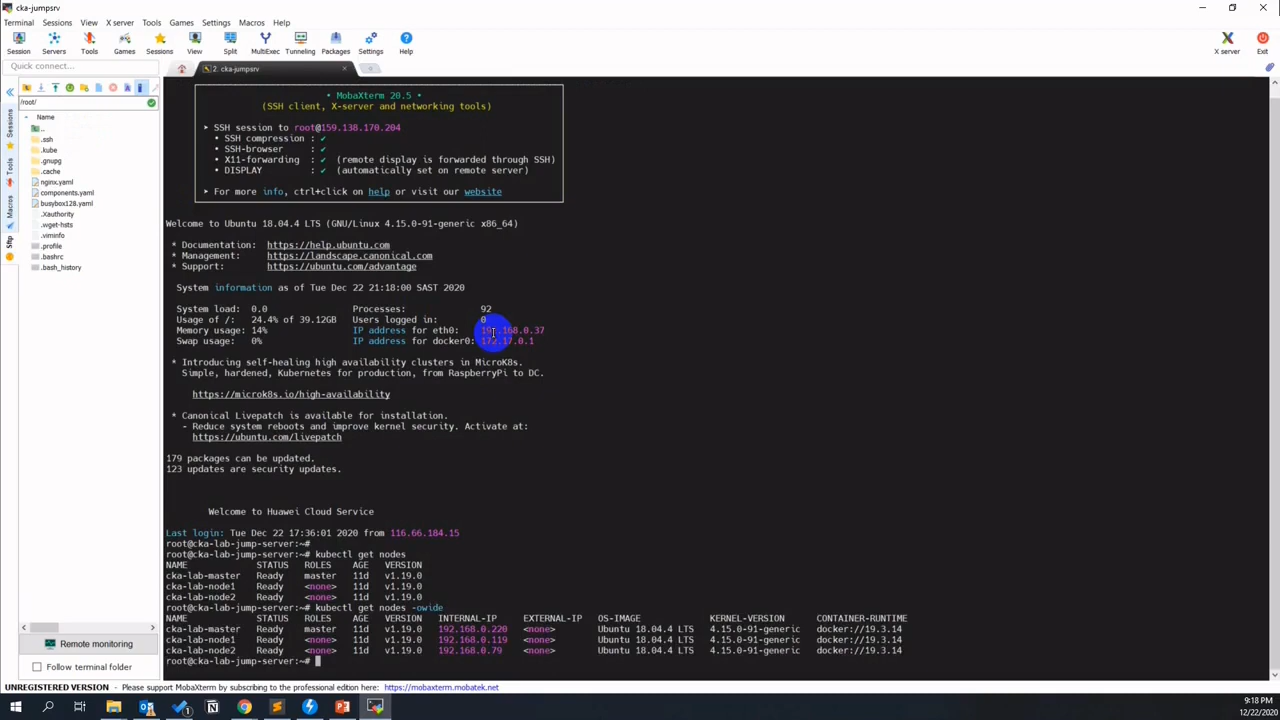 cka-jumpsrv
Terminal Sessions View X server Tools Games Settings Macros Help
Session Servers Tools Games Sessions View Split MultiExec Tunneling Packages Settings Help X server Exit
Quick connect...
2. cka-jumpsrv
/root/
Name
..
.ssh
.kube
.gnupg
.cache
nginx.yaml
components.yaml
busybox128.yaml
.Xauthority
.wget-hsts
.viminfo
.profile
.bashrc
.bash_history
Sessions
Tools
Macros
Sftp
• MobaXterm 20.5 •
(SSH client, X-server and networking tools)
➤ SSH session to root@159.138.170.204
• SSH compression : ✔
• SSH-browser : ✔
• X11-forwarding : ✔ (remote display is forwarded through SSH)
• DISPLAY : ✔ (automatically set on remote server)
➤ For more info, ctrl+click on help or visit our website
Welcome to Ubuntu 18.04.4 LTS (GNU/Linux 4.15.0-91-generic x86_64)
* Documentation: https://help.ubuntu.com
* Management: https://landscape.canonical.com
* Support: https://ubuntu.com/advantage
System information as of Tue Dec 22 21:18:00 SAST 2020
System load: 0.0 Processes: 92
Usage of /: 24.4% of 39.12GB Users logged in: 0
Memory usage: 14% IP address for eth0: 192.168.0.37
Swap usage: 0% IP address for docker0: 172.17.0.1
* Introducing self-healing high availability clusters in MicroK8s.
Simple, hardened, Kubernetes for production, from RaspberryPi to DC.
https://microk8s.io/high-availability
* Canonical Livepatch is available for installation.
- Reduce system reboots and improve kernel security. Activate at:
https://ubuntu.com/livepatch
179 packages can be updated.
123 updates are security updates.
Welcome to Huawei Cloud Service
Last login: Tue Dec 22 17:36:01 2020 from 116.66.184.15
root@cka-lab-jump-server:~#
root@cka-lab-jump-server:~# kubectl get nodes
NAME STATUS ROLES AGE VERSION
cka-lab-master Ready master 11d v1.19.0
cka-lab-node1 Ready <none> 11d v1.19.0
cka-lab-node2 Ready <none> 11d v1.19.0
root@cka-lab-jump-server:~# kubectl get nodes -owide
NAME STATUS ROLES AGE VERSION INTERNAL-IP EXTERNAL-IP OS-IMAGE KERNEL-VERSION CONTAINER-RUNTIME
cka-lab-master Ready master 11d v1.19.0 192.168.0.220 <none> Ubuntu 18.04.4 LTS 4.15.0-91-generic docker://19.3.14
cka-lab-node1 Ready <none> 11d v1.19.0 192.168.0.119 <none> Ubuntu 18.04.4 LTS 4.15.0-91-generic docker://19.3.14
cka-lab-node2 Ready <none> 11d v1.19.0 192.168.0.79 <none> Ubuntu 18.04.4 LTS 4.15.0-91-generic docker://19.3.14
root@cka-lab-jump-server:~#
Remote monitoring
Follow terminal folder
UNREGISTERED VERSION - Please support MobaXterm by subscribing to the professional edition here: https://mobaxterm.mobatek.net
9:18 PM
12/22/2020